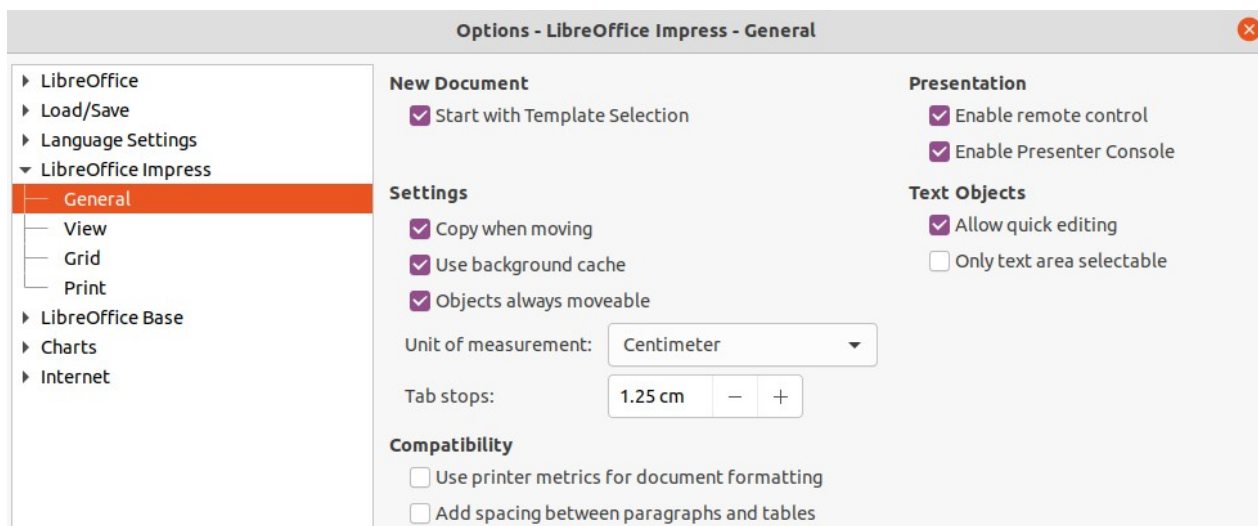 Options - LibreOffice Impress - General
LibreOffice
Load/Save
Language Settings
LibreOffice Impress
General
View
Grid
Print
LibreOffice Base
Charts
Internet
New Document
Start with Template Selection
Settings
Copy when moving
Use background cache
Objects always moveable
Unit of measurement: Centimeter
Tab stops: 1.25 cm
Compatibility
Use printer metrics for document formatting
Add spacing between paragraphs and tables
Presentation
Enable remote control
Enable Presenter Console
Text Objects
Allow quick editing
Only text area selectable